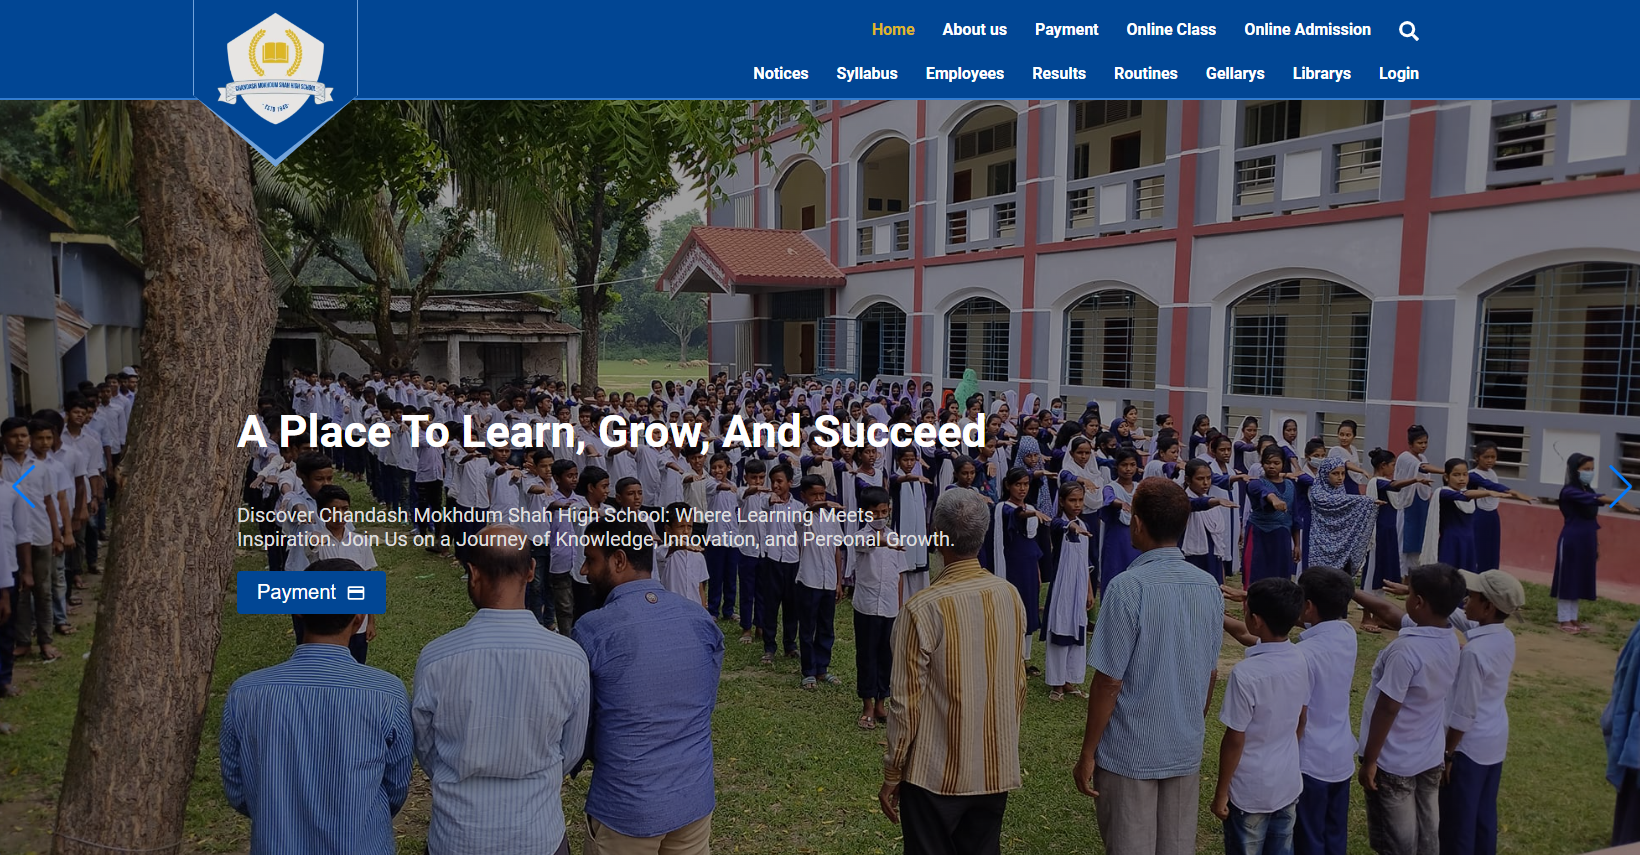 Home About us Payment Online Class Online Admission
Notices Syllabus Employees Results Routines Gellarys Librarys Login
CHANDASH MOKHDUM SHAH HIGH SCHOOL
A Place To Learn, Grow, And Succeed
Discover Chandash Mokhdum Shah High School: Where Learning Meets
Inspiration. Join Us on a Journey of Knowledge, Innovation, and Personal Growth.
Payment